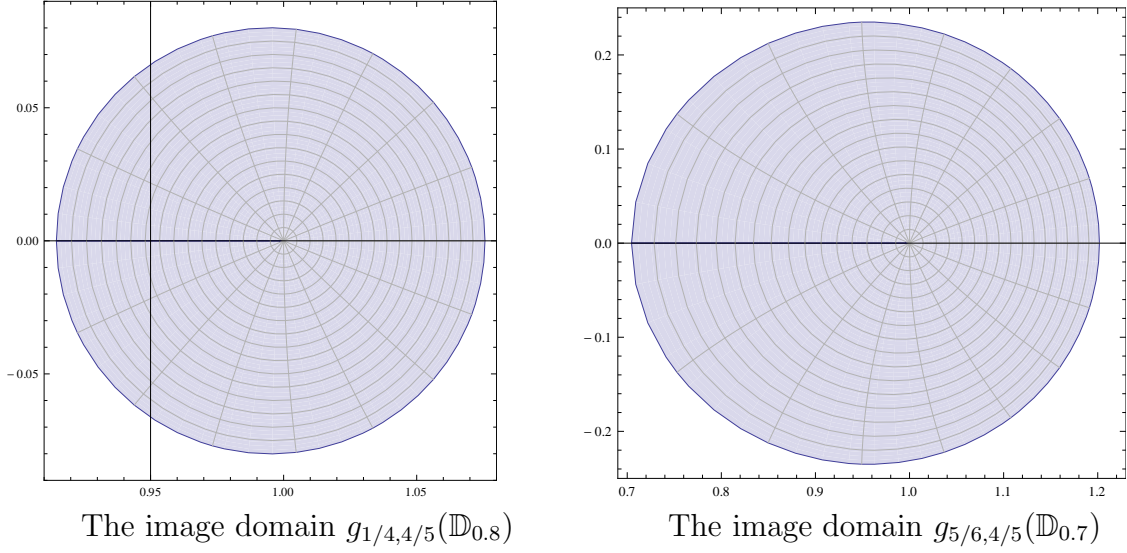 0.05
0.00
-0.05
0.95 1.00 1.05
0.2
0.1
0.0
-0.1
-0.2
0.7 0.8 0.9 1.0 1.1 1.2
The image domain g_{1/4,4/5}(𝔻_{0.8})
The image domain g_{5/6,4/5}(𝔻_{0.7})